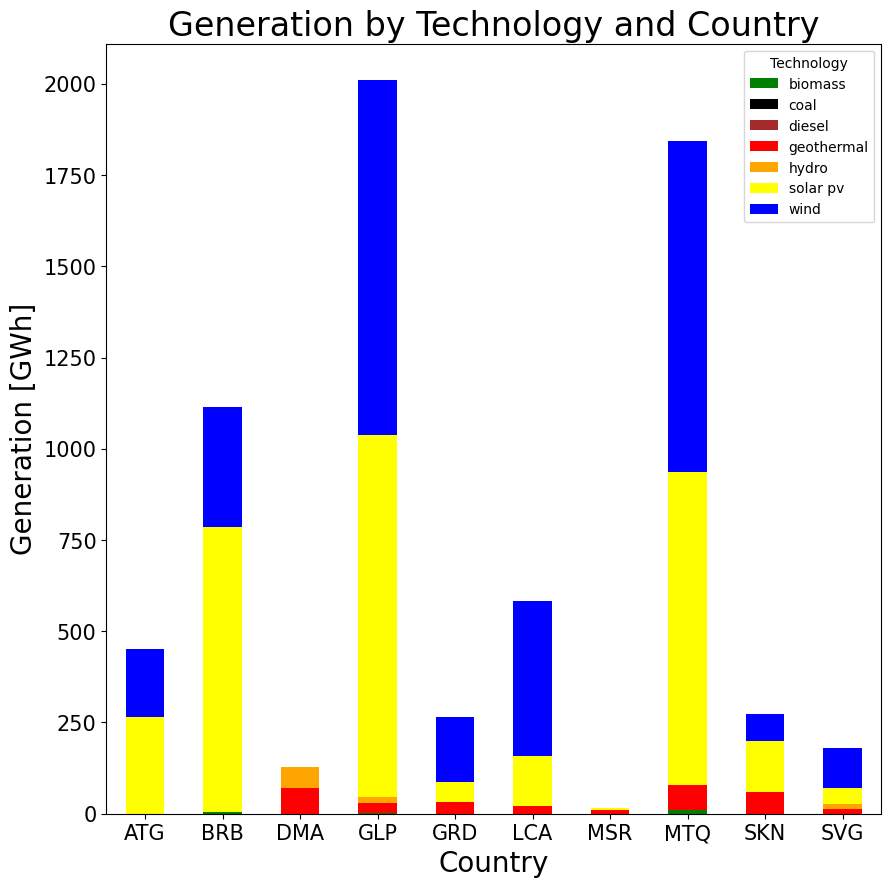 Generation by Technology and Country
Technology
biomass
coal
diesel
geothermal
hydro
solar pv
wind
Generation [GWh]
2000
1750
1500
1250
1000
750
500
250
0
ATG BRB DMA GLP GRD LCA MSR MTQ SKN SVG
Country